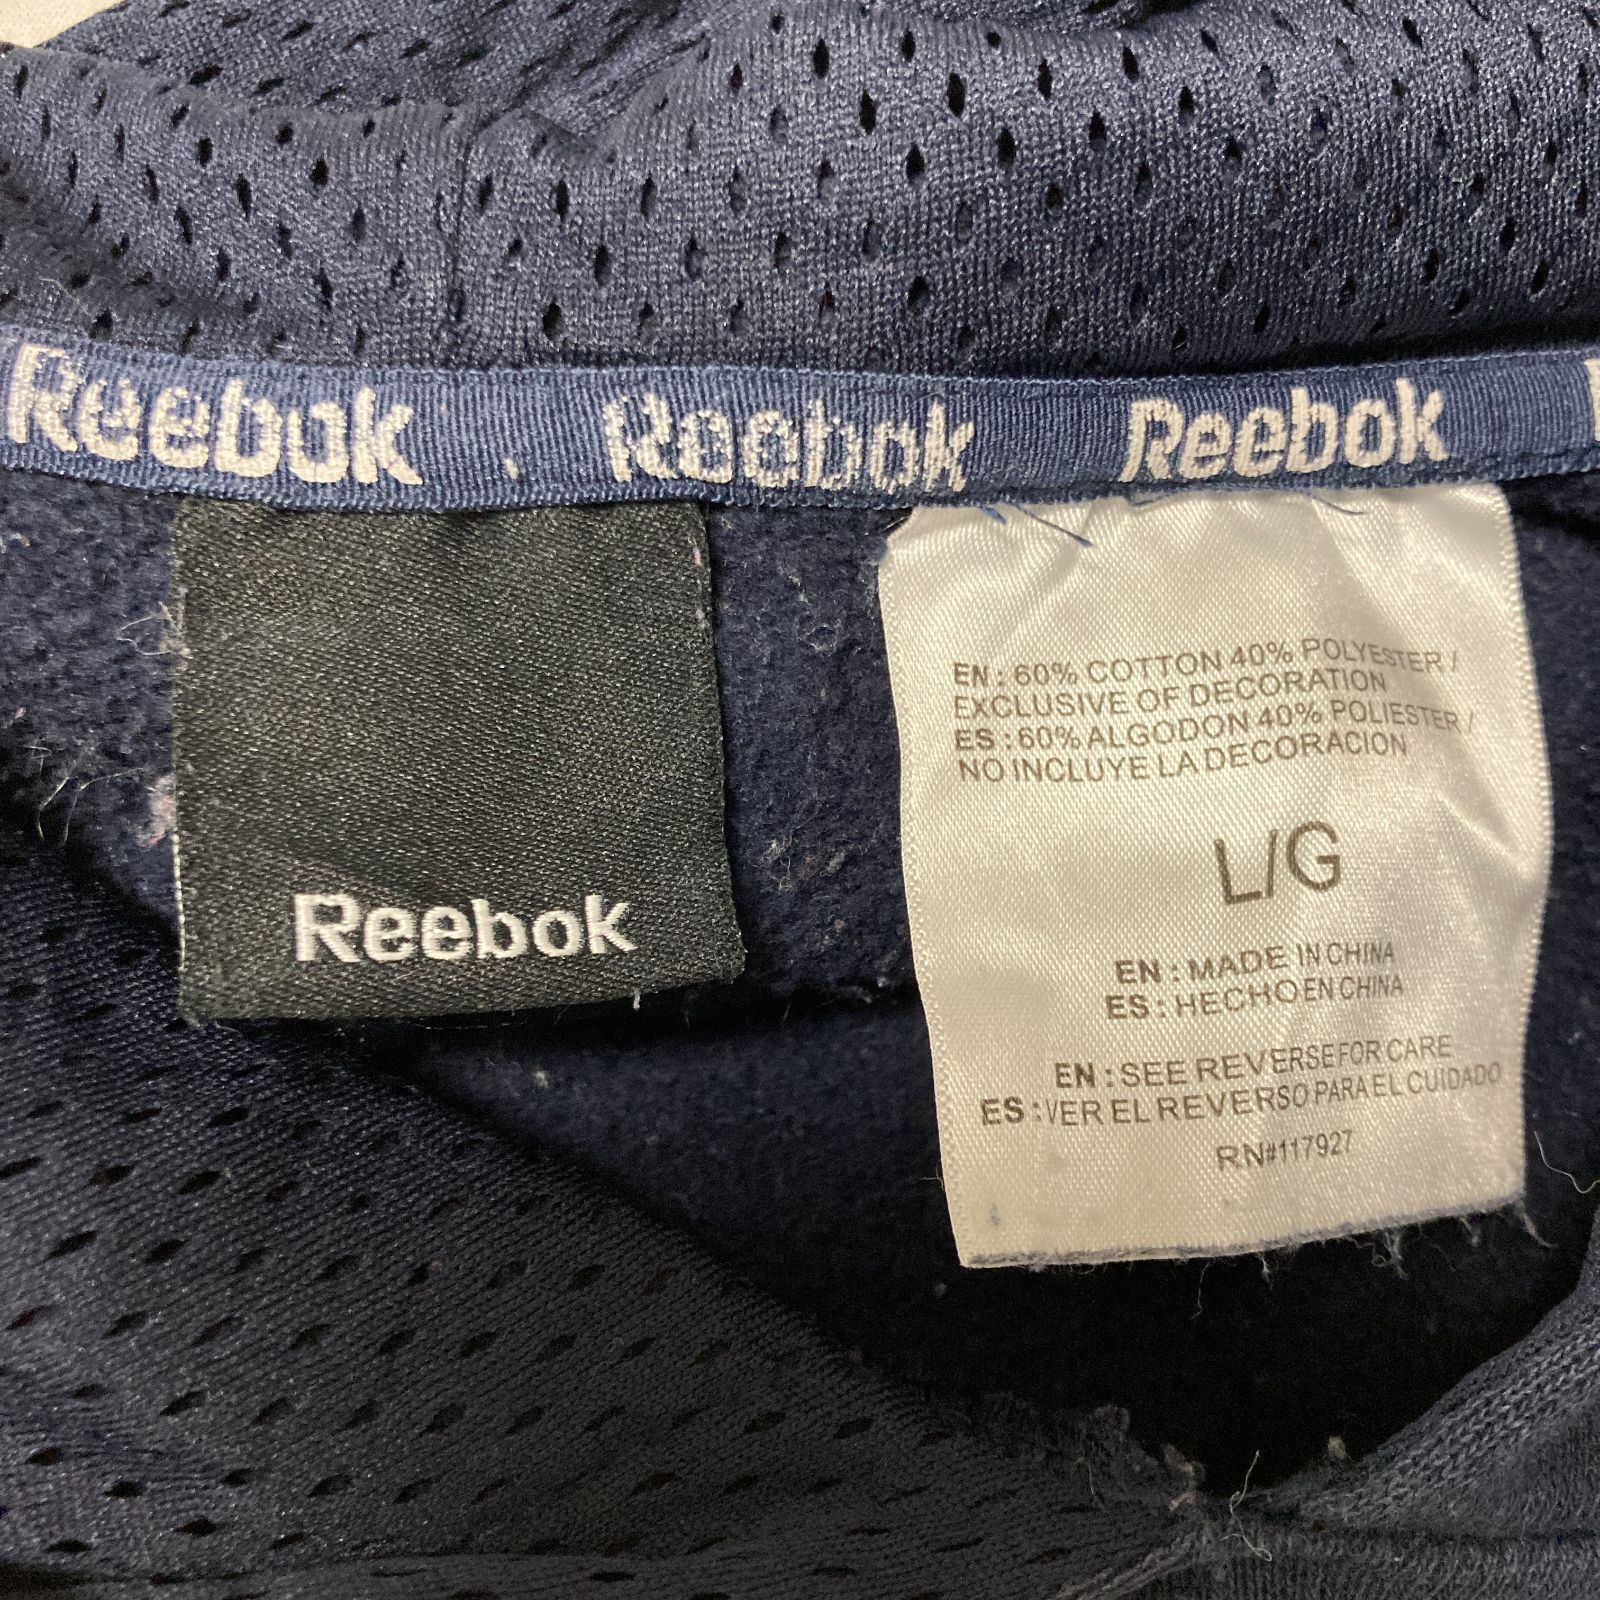 Reebok Reebok Reebok
Reebok
EN : 60% COTTON 40% POLYESTER /
EXCLUSIVE OF DECORATION
ES : 60% ALGODON 40% POLIESTER /
NO INCLUYE LA DECORACION
L/G
EN : MADE IN CHINA
ES : HECHO EN CHINA
EN : SEE REVERSE FOR CARE
ES : VER EL REVERSO PARA EL CUIDADO
RN#117927